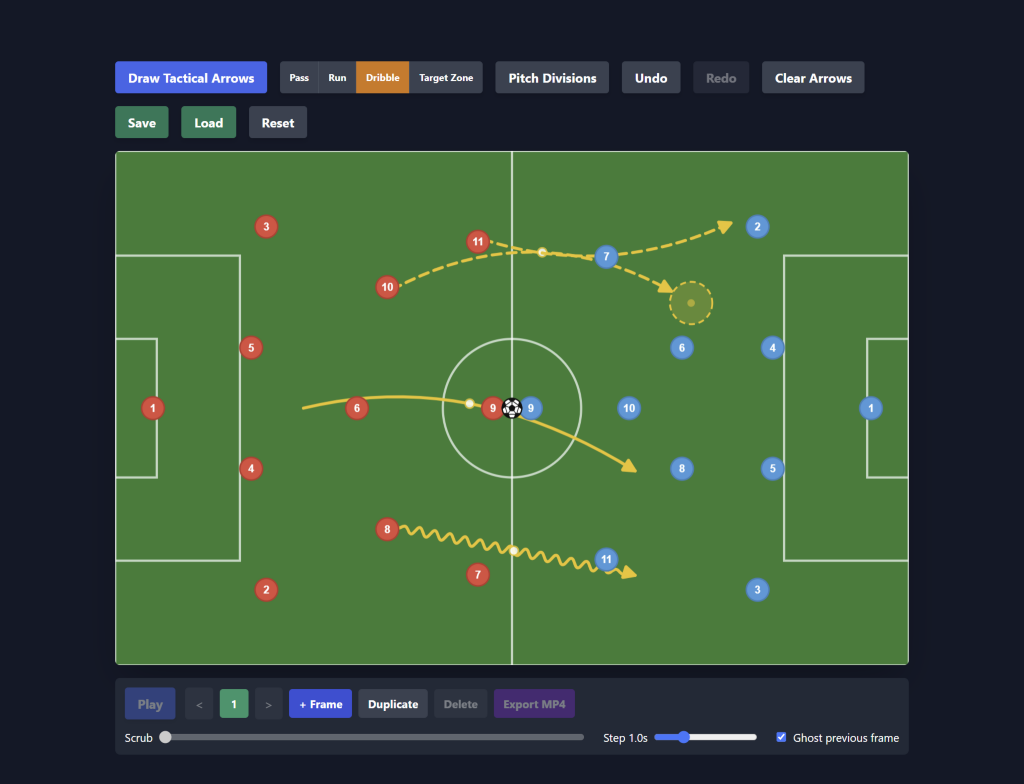 Draw Tactical Arrows Pass Run Dribble Target Zone Pitch Divisions Undo Redo Clear Arrows
Save Load Reset
3 2
11
7
10
5 6 4
1 6 9 9 10 1
4 8 5
8
11
7
2 3
Play < 1 > + Frame Duplicate Delete Export MP4
Scrub Step 1.0s Ghost previous frame